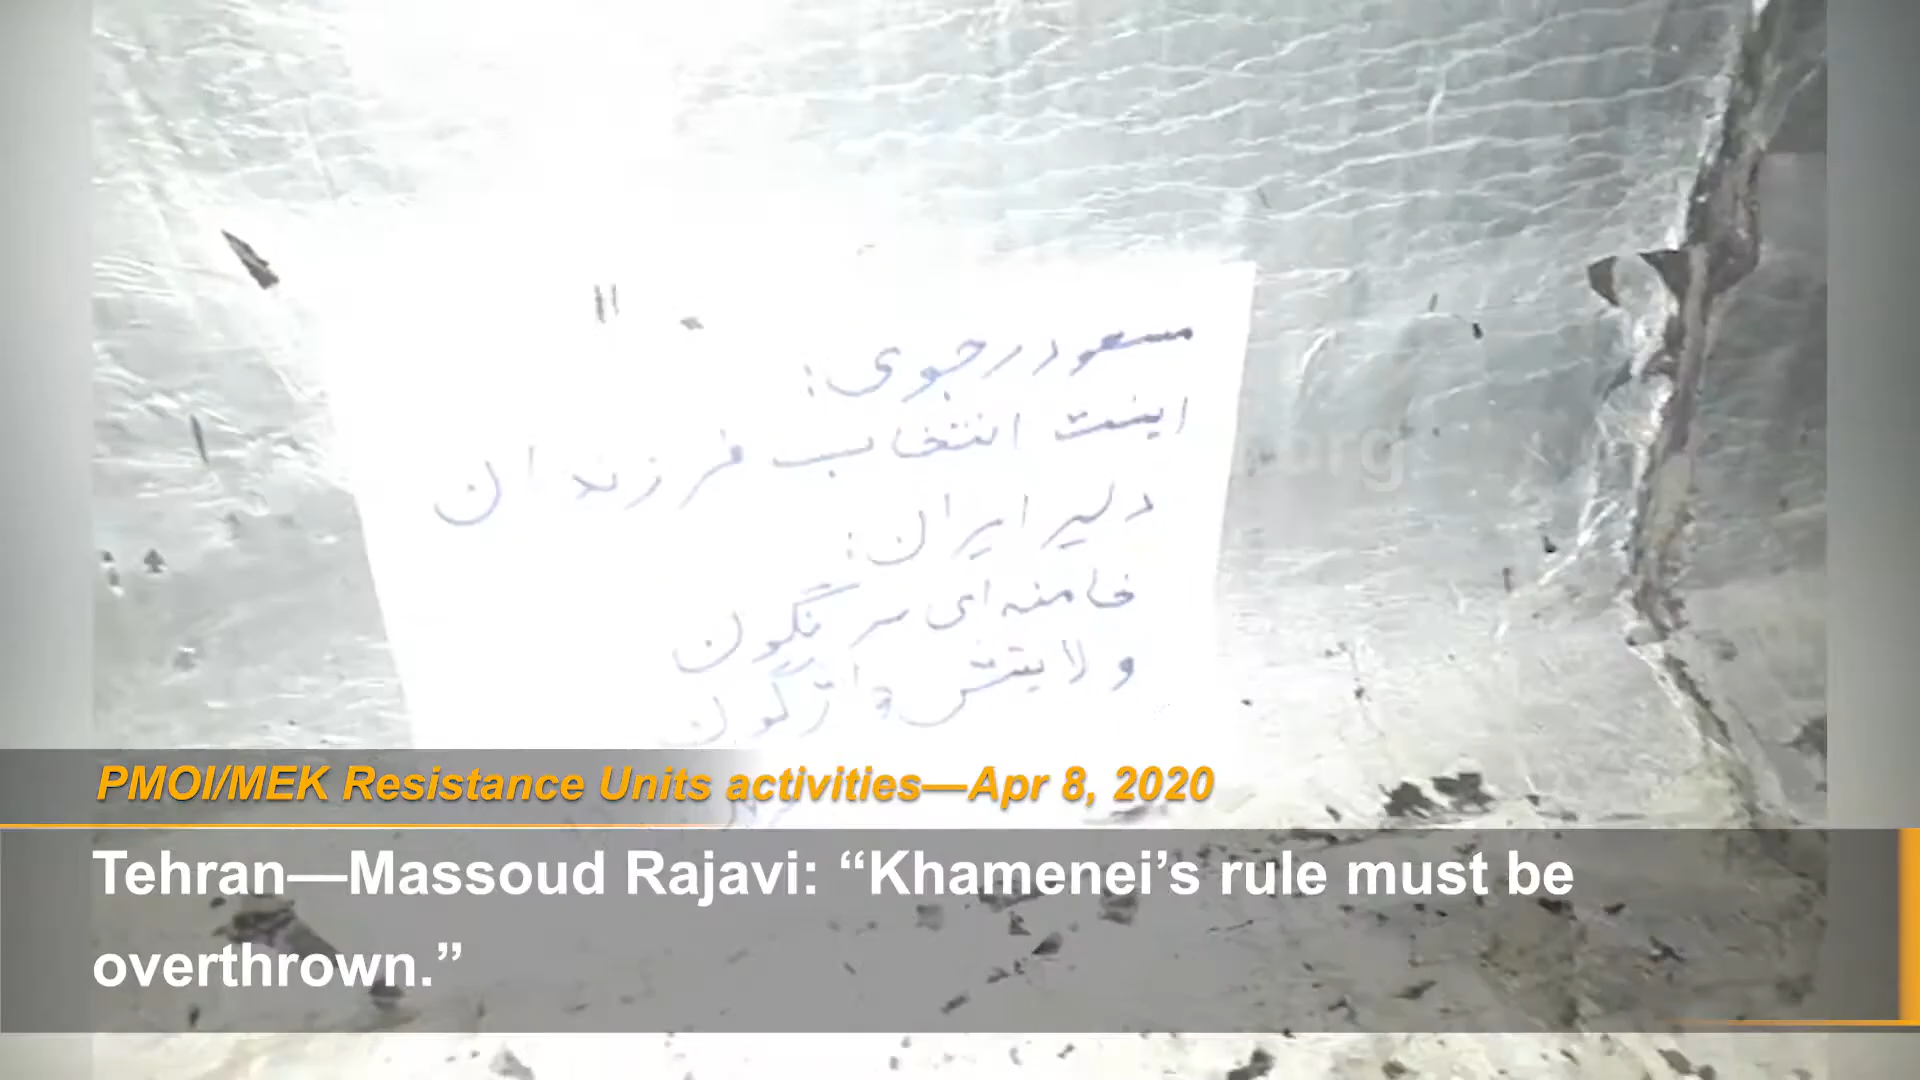 مسعود رجوی:
اینست انتخاب فرزندان
دلیر ایران:
خامنه‌ای سرنگون
ولایتش واژگون
.org
PMOI/MEK Resistance Units activities—Apr 8, 2020
Tehran—Massoud Rajavi: “Khamenei’s rule must be
overthrown.”